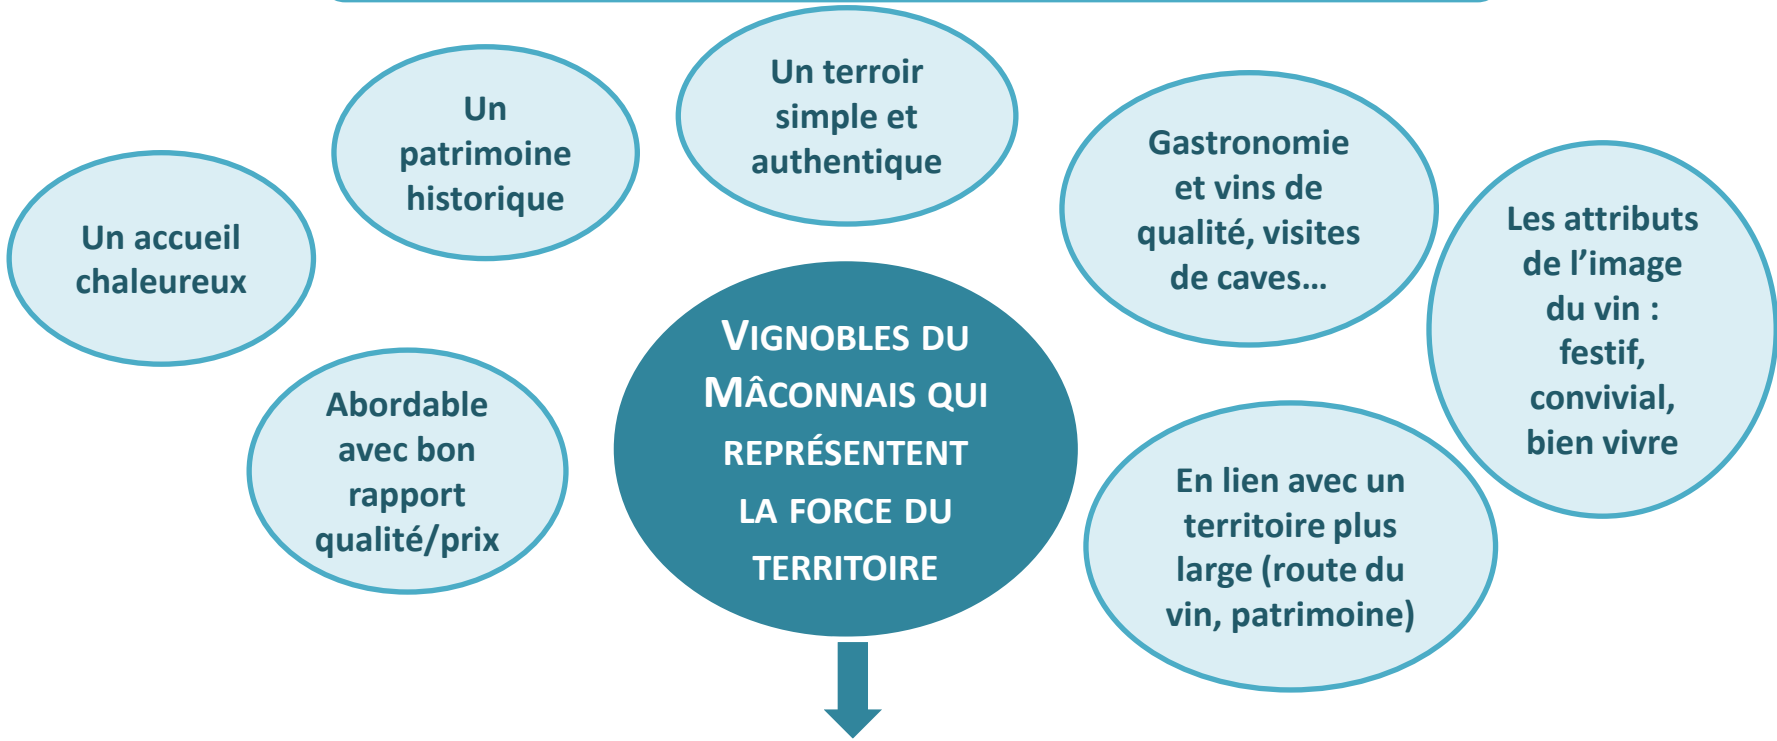 Un accueil
chaleureux
Un
patrimoine
historique
Un terroir
simple et
authentique
Gastronomie
et vins de
qualité, visites
de caves…
Les attributs
de l’image
du vin :
festif,
convivial,
bien vivre
Abordable
avec bon
rapport
qualité/prix
VIGNOBLES DU
MÂCONNAIS QUI
REPRÉSENTENT
LA FORCE DU
TERRITOIRE
En lien avec un
territoire plus
large (route du
vin, patrimoine)